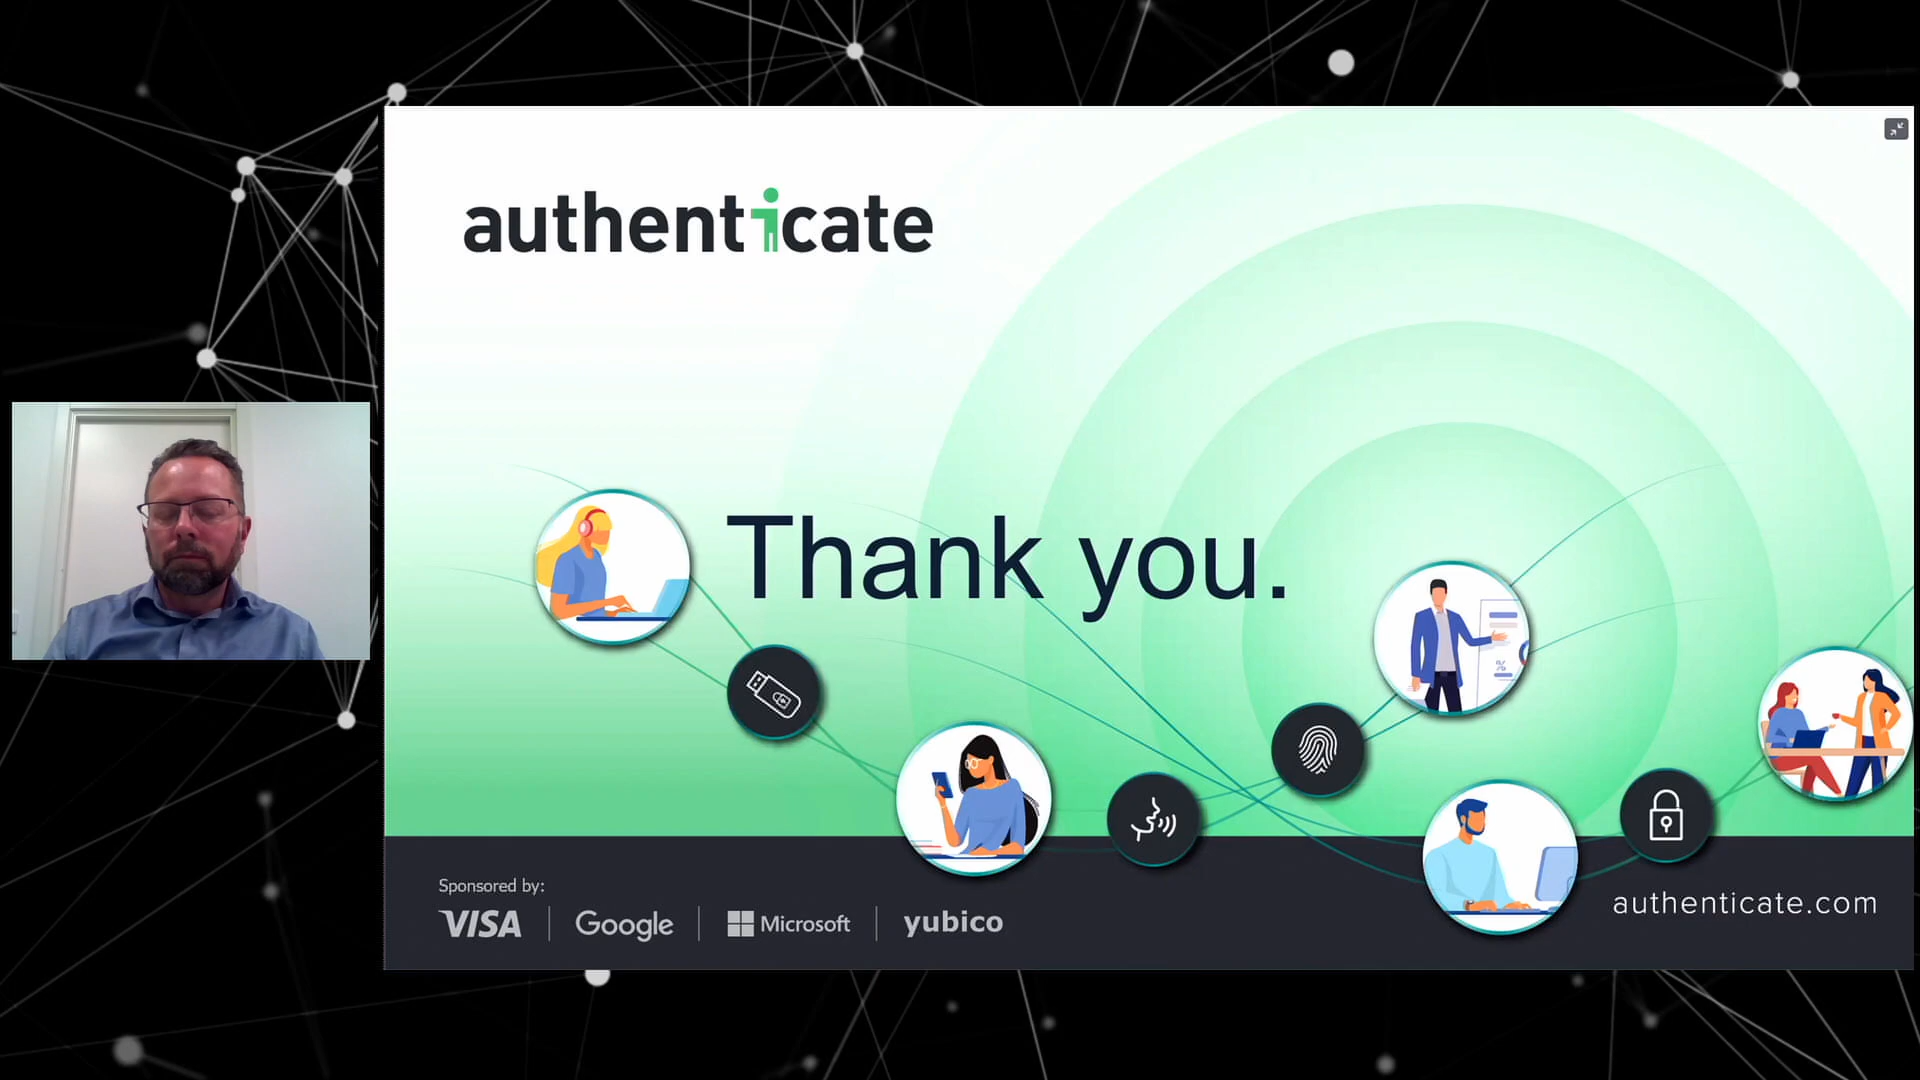 authenticate
Thank you.
Sponsored by:
VISA
Google
Microsoft
yubico
authenticate.com